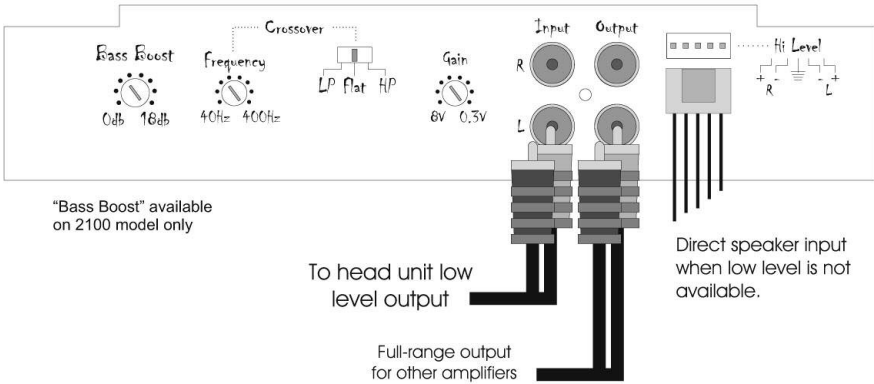 Crossover
Bass Boost
0db 18db
Frequency
40Hz 400Hz
LP Flat HP
Gain
8V 0.3V
Input Output
R
L
Hi Level
+ - - +
R L
"Bass Boost" available
on 2100 model only
To head unit low
level output
Full-range output
for other amplifiers
Direct speaker input
when low level is not
available.